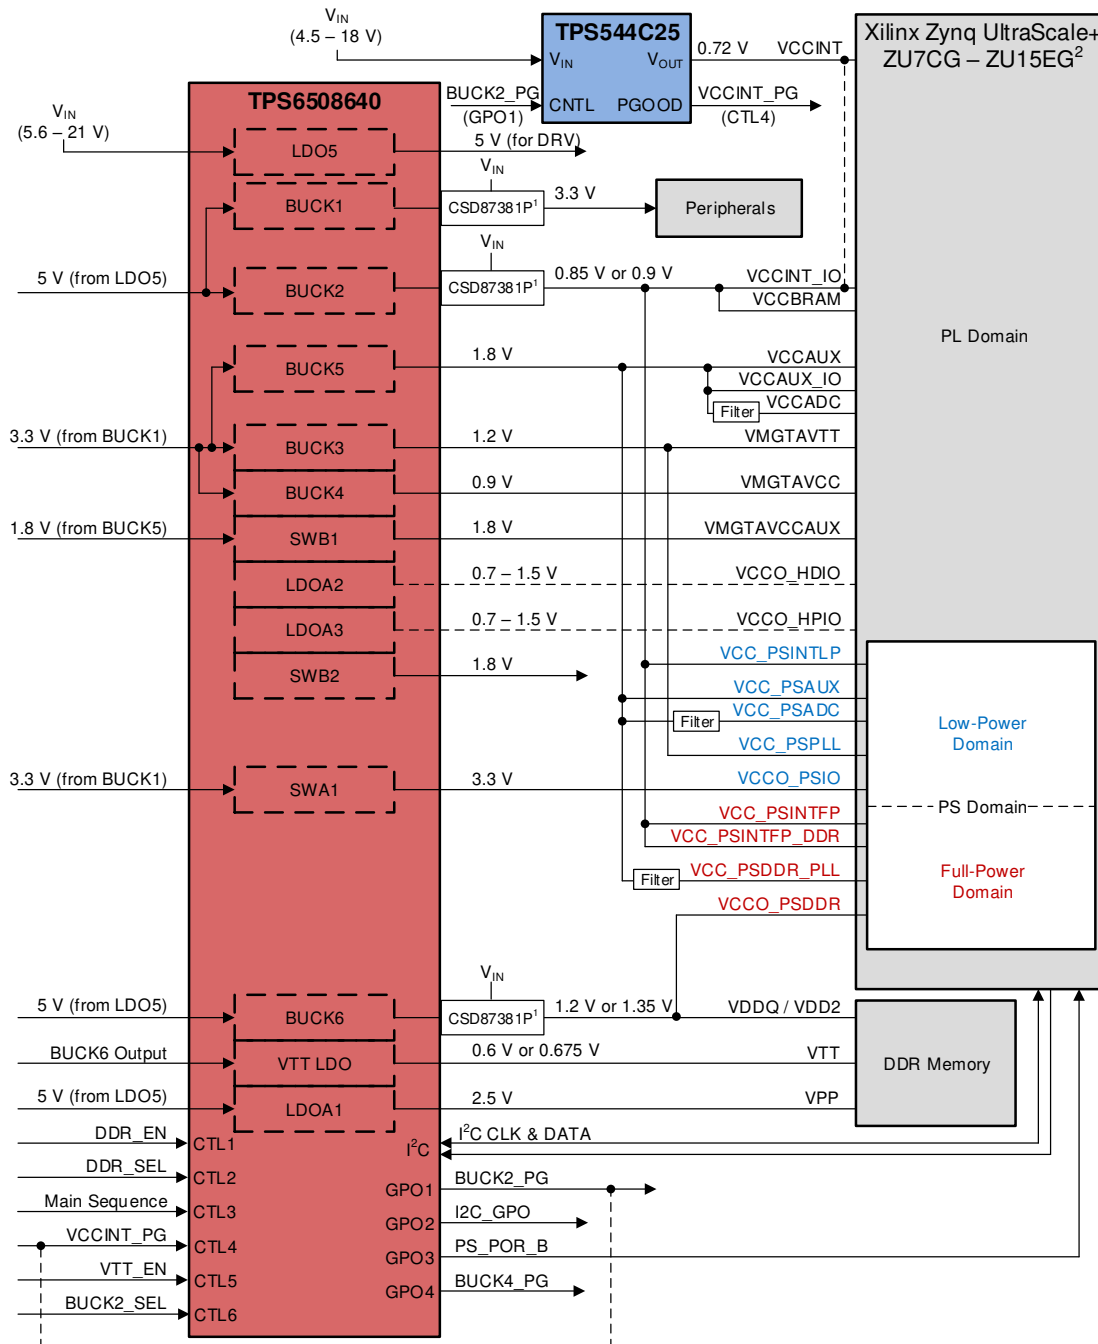 V_IN
(4.5 – 18 V)
TPS544C25
V_IN
V_OUT
0.72 V
VCCINT
BUCK2_PG
(GPO1)
CNTL
PGOOD
VCCINT_PG
(CTL4)
Xilinx Zynq UltraScale+
ZU7CG – ZU15EG²
PL Domain
TPS6508640
V_IN
(5.6 – 21 V)
LDO5
5 V (for DRV)
BUCK1
V_IN
CSD87381P¹
3.3 V
Peripherals
5 V (from LDO5)
BUCK2
V_IN
CSD87381P¹
0.85 V or 0.9 V
VCCINT_IO
VCCBRAM
BUCK5
1.8 V
VCCAUX
VCCAUX_IO
Filter
VCCADC
3.3 V (from BUCK1)
BUCK3
1.2 V
VMGTAVTT
BUCK4
0.9 V
VMGTAVCC
1.8 V (from BUCK5)
SWB1
1.8 V
VMGTAVCCAUX
LDOA2
0.7 – 1.5 V
VCCO_HDIO
LDOA3
0.7 – 1.5 V
VCCO_HPIO
SWB2
1.8 V
VCC_PSINTLP
VCC_PSAUX
Filter
VCC_PSADC
VCC_PSPLL
Low-Power
Domain
3.3 V (from BUCK1)
SWA1
3.3 V
VCCO_PSIO
PS Domain
VCC_PSINTFP
VCC_PSINTFP_DDR
Filter
VCC_PSDDR_PLL
VCCO_PSDDR
Full-Power
Domain
5 V (from LDO5)
BUCK6
V_IN
CSD87381P¹
1.2 V or 1.35 V
VDDQ / VDD2
BUCK6 Output
VTT LDO
0.6 V or 0.675 V
VTT
DDR Memory
5 V (from LDO5)
LDOA1
2.5 V
VPP
DDR_EN
CTL1
I²C
I²C CLK & DATA
DDR_SEL
CTL2
GPO1
BUCK2_PG
Main Sequence
CTL3
GPO2
I2C_GPO
VCCINT_PG
CTL4
GPO3
PS_POR_B
VTT_EN
CTL5
GPO4
BUCK4_PG
BUCK2_SEL
CTL6